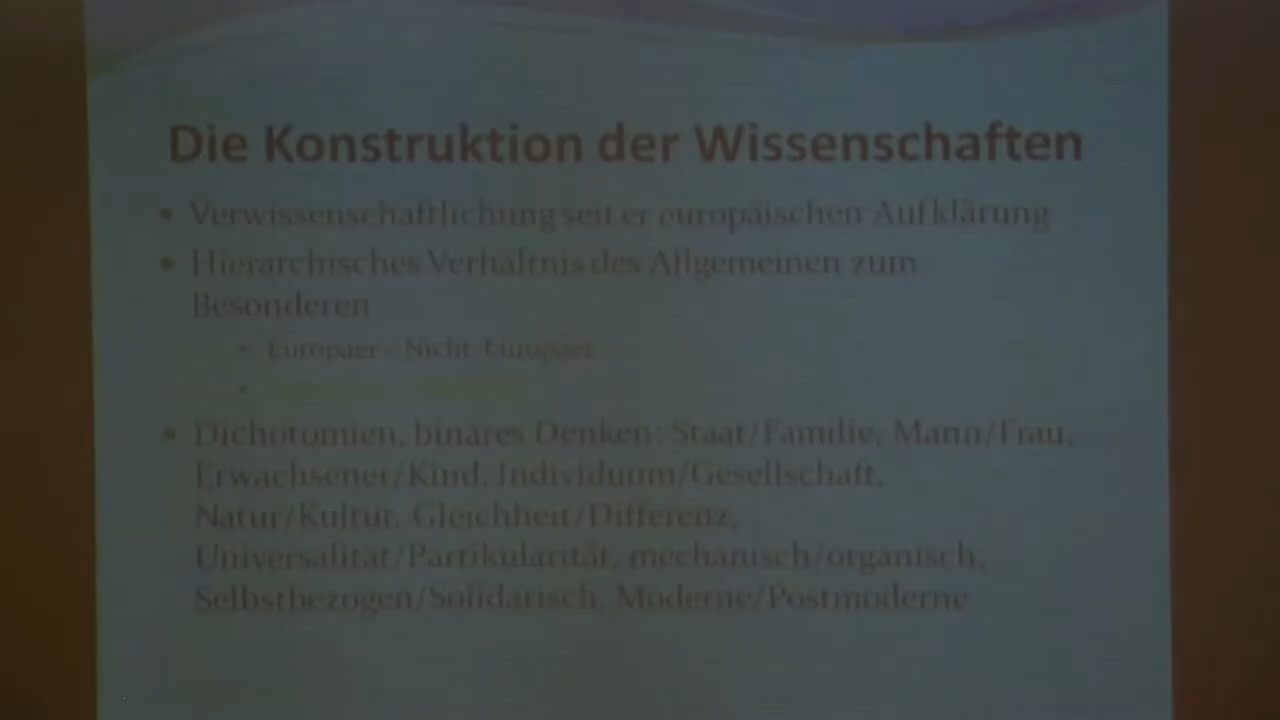 Die Konstruktion der Wissenschaften
• Verwissenschaftlichung seit er europäischen Aufklärung
• Hierarchisches Verhältnis des Allgemeinen zum
Besonderen
• Europäer - Nicht-Europäer
• Dichotomien, binäres Denken: Staat/Familie, Mann/Frau,
Erwachsener/Kind, Individuum/Gesellschaft,
Natur/Kultur, Gleichheit/Differenz,
Universalität/Partikularität, mechanisch/organisch,
Selbstbezogen/Solidarisch, Moderne/Postmoderne